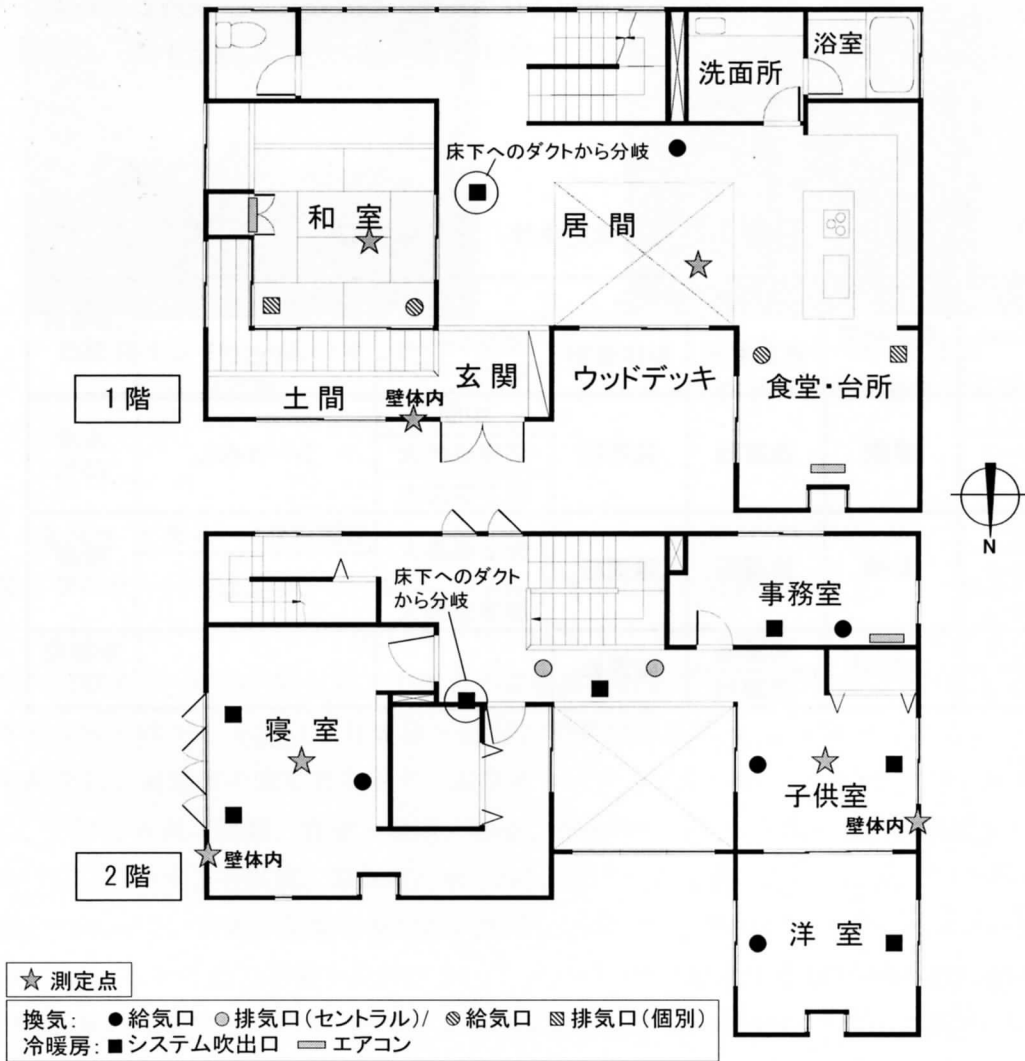 浴室
洗面所
床下へのダクトから分岐
和 室
居 間
玄 関
ウッドデッキ
食堂・台所
土 間
壁体内
1階
N
床下へのダクト
から分岐
事務室
寝 室
子供室
壁体内
壁体内
2階
洋 室
☆ 測定点
換気: ●給気口 ○排気口(セントラル)/ 給気口 排気口(個別)
冷暖房: ■システム吹出口 エアコン